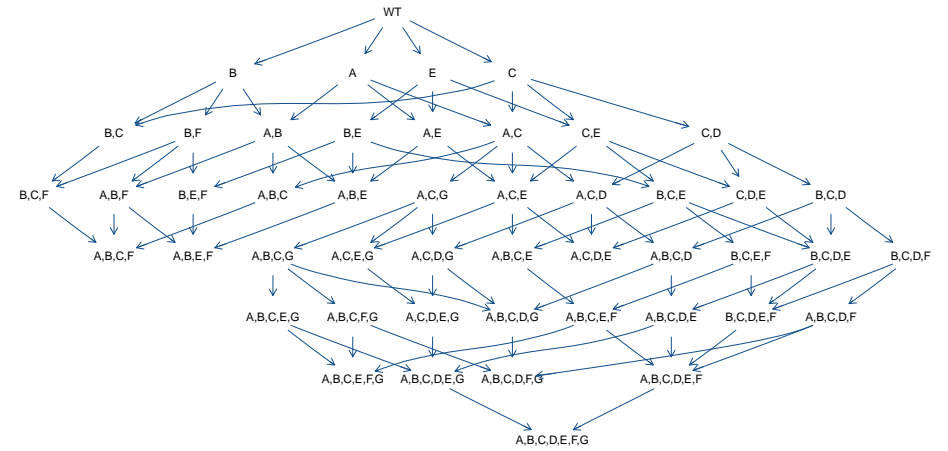 WT
B A E C
B,C B,F A,B B,E A,E A,C C,E C,D
B,C,F A,B,F B,E,F A,B,C A,B,E A,C,G A,C,E A,C,D B,C,E C,D,E B,C,D
A,B,C,F A,B,E,F A,B,C,G A,C,E,G A,C,D,G A,B,C,E A,C,D,E A,B,C,D B,C,E,F B,C,D,E B,C,D,F
A,B,C,E,G A,B,C,F,G A,C,D,E,G A,B,C,D,G A,B,C,E,F A,B,C,D,E B,C,D,E,F A,B,C,D,F
A,B,C,E,F,G A,B,C,D,E,G A,B,C,D,F,G A,B,C,D,E,F
A,B,C,D,E,F,G